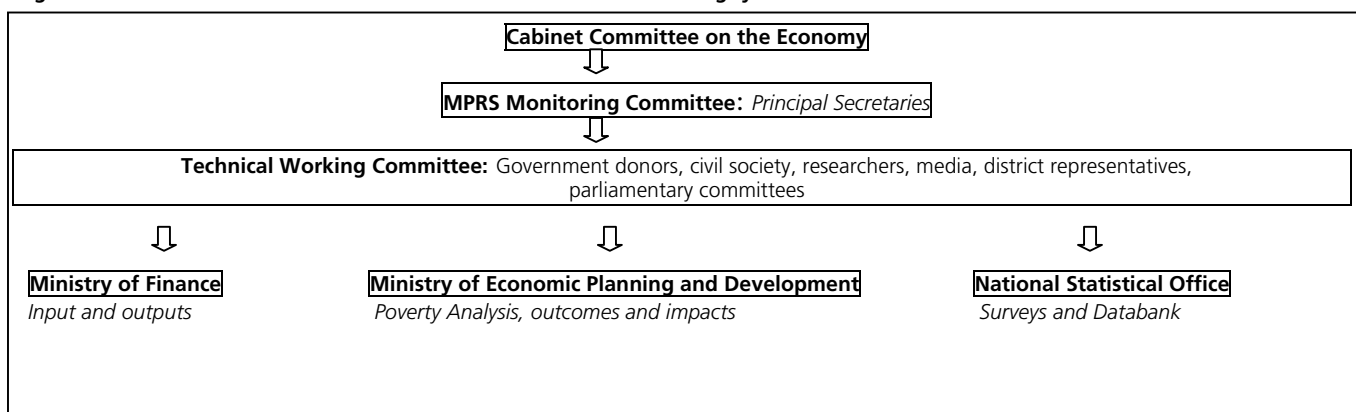 Cabinet Committee on the Economy
MPRS Monitoring Committee: Principal Secretaries
Technical Working Committee: Government donors, civil society, researchers, media, district representatives,
parliamentary committees
Ministry of Finance
Input and outputs
Ministry of Economic Planning and Development
Poverty Analysis, outcomes and impacts
National Statistical Office
Surveys and Databank